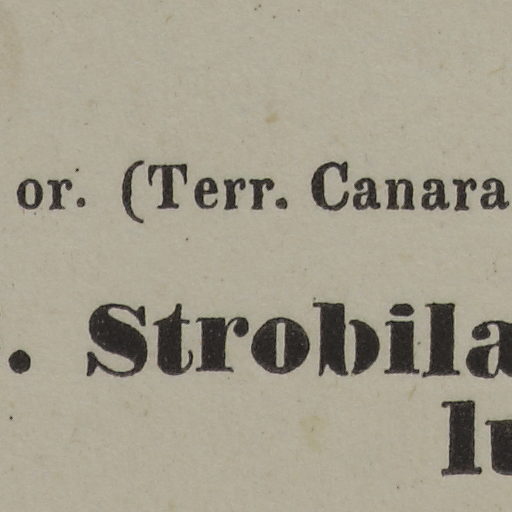 or. (Terr. Canara
. Strobila
lu